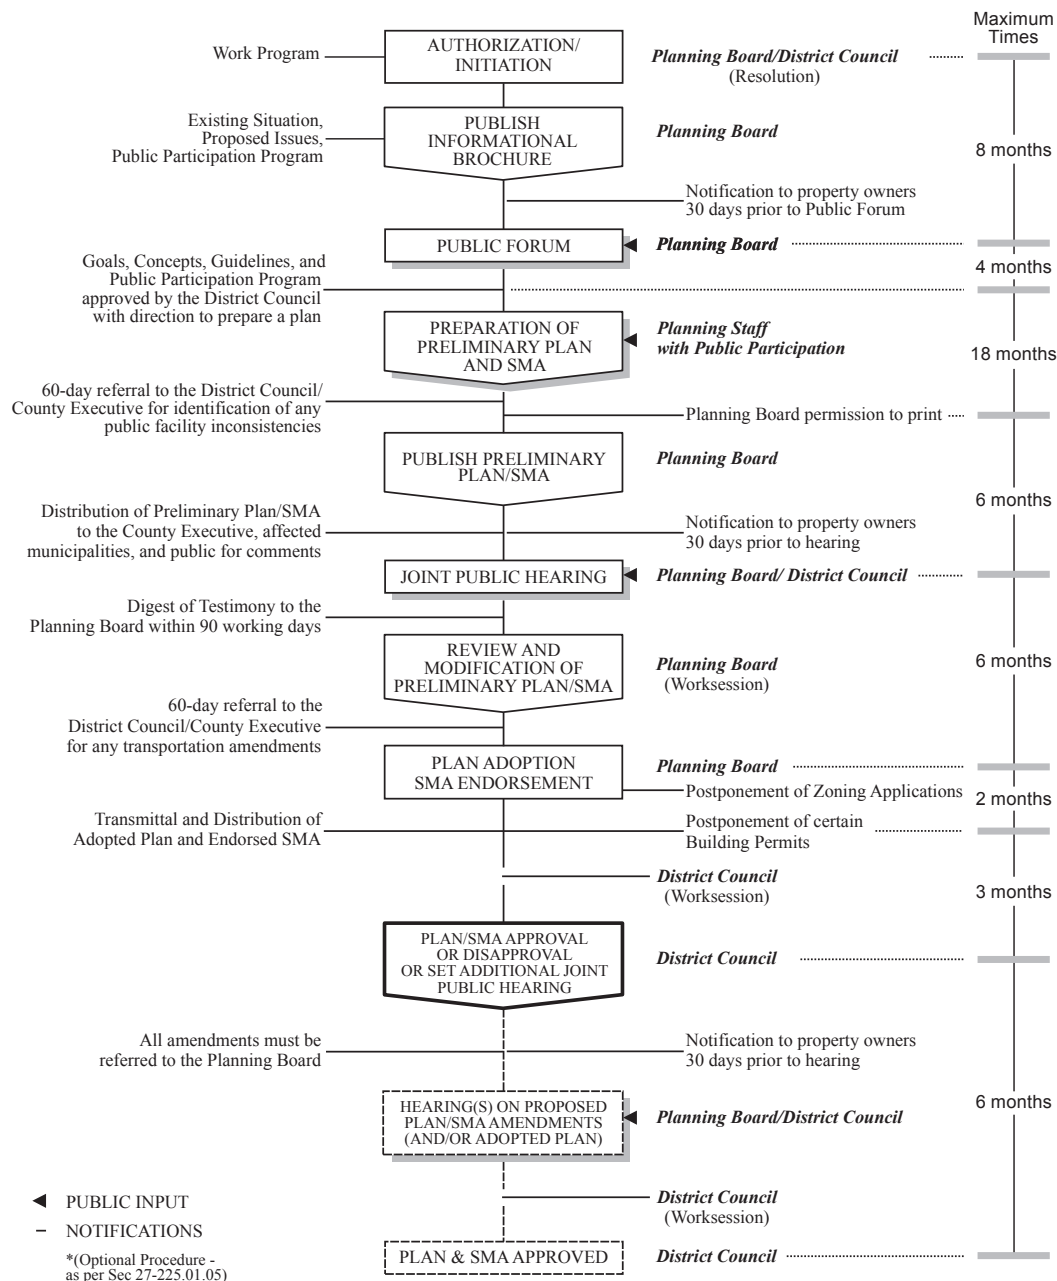 Maximum
Times
Work Program
AUTHORIZATION/
INITIATION
Planning Board/District Council
(Resolution)
Existing Situation,
Proposed Issues,
Public Participation Program
PUBLISH
INFORMATIONAL
BROCHURE
Planning Board
8 months
Notification to property owners
30 days prior to Public Forum
PUBLIC FORUM
Planning Board
Goals, Concepts, Guidelines, and
Public Participation Program
approved by the District Council
with direction to prepare a plan
4 months
PREPARATION OF
PRELIMINARY PLAN
AND SMA
Planning Staff
with Public Participation
18 months
60-day referral to the District Council/
County Executive for identification of any
public facility inconsistencies
Planning Board permission to print
PUBLISH PRELIMINARY
PLAN/SMA
Planning Board
6 months
Distribution of Preliminary Plan/SMA
to the County Executive, affected
municipalities, and public for comments
Notification to property owners
30 days prior to hearing
JOINT PUBLIC HEARING
Planning Board/ District Council
Digest of Testimony to the
Planning Board within 90 working days
REVIEW AND
MODIFICATION OF
PRELIMINARY PLAN/SMA
Planning Board
(Worksession)
6 months
60-day referral to the
District Council/County Executive
for any transportation amendments
PLAN ADOPTION
SMA ENDORSEMENT
Planning Board
Postponement of Zoning Applications
2 months
Transmittal and Distribution of
Adopted Plan and Endorsed SMA
Postponement of certain
Building Permits
District Council
(Worksession)
3 months
PLAN/SMA APPROVAL
OR DISAPPROVAL
OR SET ADDITIONAL JOINT
PUBLIC HEARING
District Council
All amendments must be
referred to the Planning Board
Notification to property owners
30 days prior to hearing
HEARING(S) ON PROPOSED
PLAN/SMA AMENDMENTS
(AND/OR ADOPTED PLAN)
Planning Board/District Council
6 months
District Council
(Worksession)
PLAN & SMA APPROVED
District Council
PUBLIC INPUT
NOTIFICATIONS
*(Optional Procedure -
as per Sec 27-225.01.05)